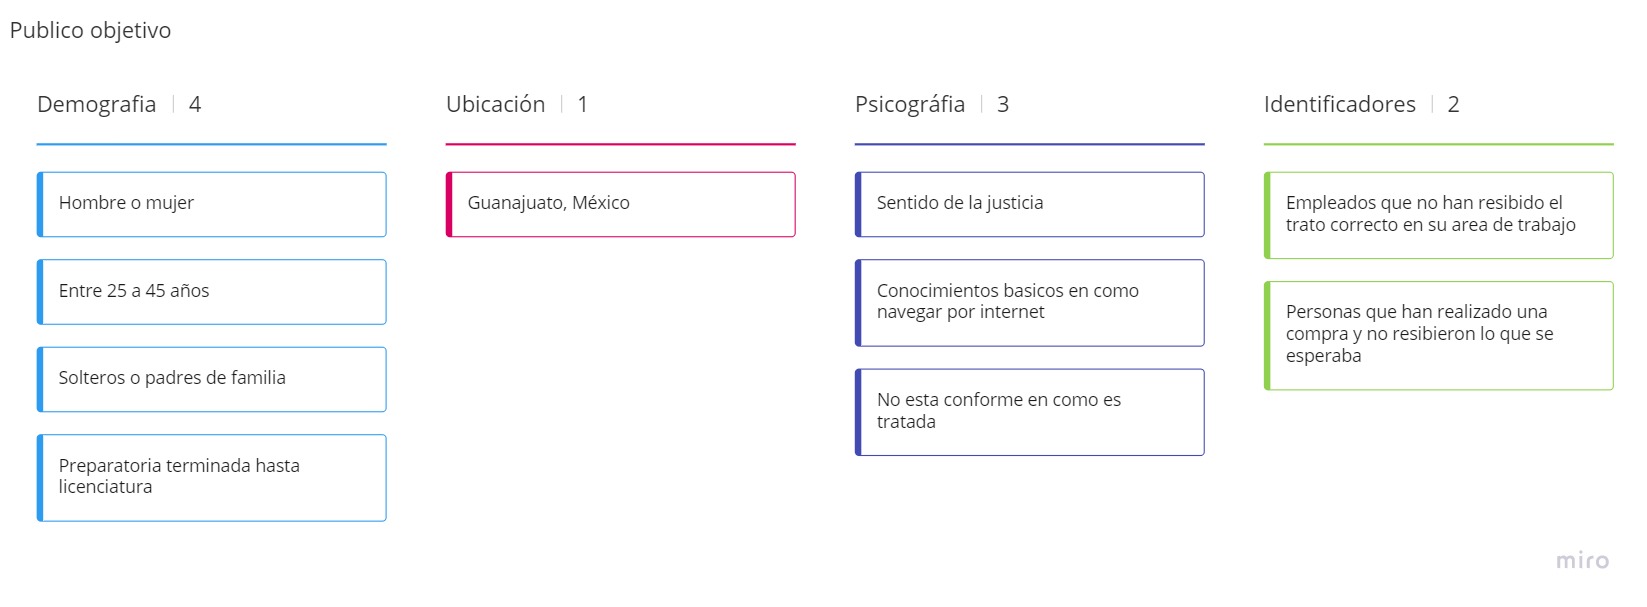 Publico objetivo
Demografia | 4
Hombre o mujer
Entre 25 a 45 años
Solteros o padres de familia
Preparatoria terminada hasta
licenciatura
Ubicación | 1
Guanajuato, México
Psicográfia | 3
Sentido de la justicia
Conocimientos basicos en como
navegar por internet
No esta conforme en como es
tratada
Identificadores | 2
Empleados que no han resibido el
trato correcto en su area de trabajo
Personas que han realizado una
compra y no resibieron lo que se
esperaba
miro